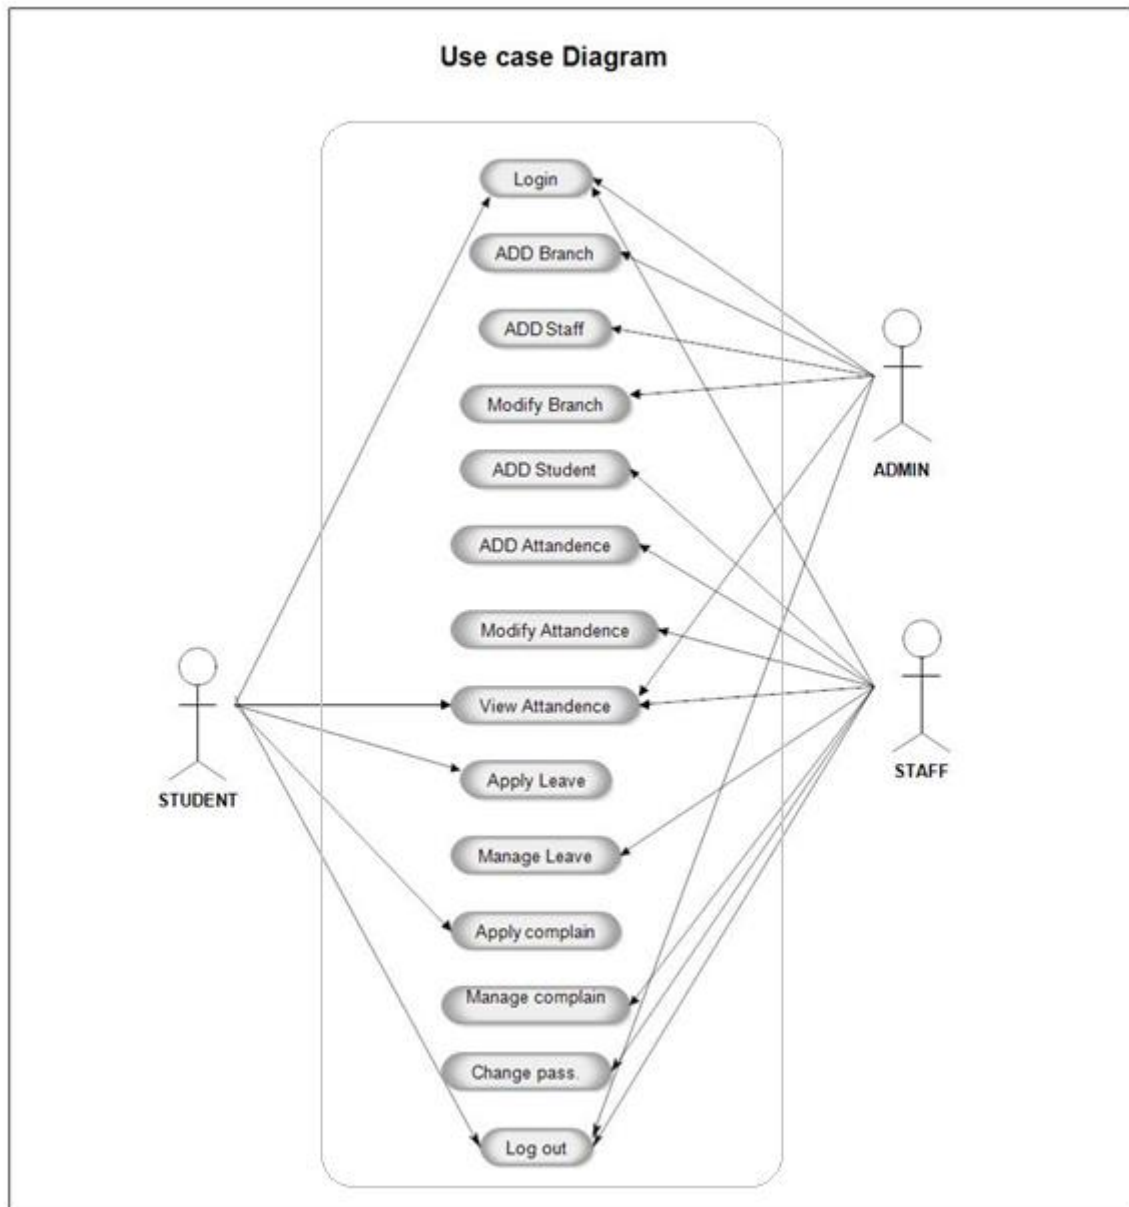 Use case Diagram
Login
ADD Branch
ADD Staff
Modify Branch
ADD Student
ADD Attandence
Modify Attandence
View Attandence
Apply Leave
Manage Leave
Apply complain
Manage complain
Change pass.
Log out
STUDENT
ADMIN
STAFF